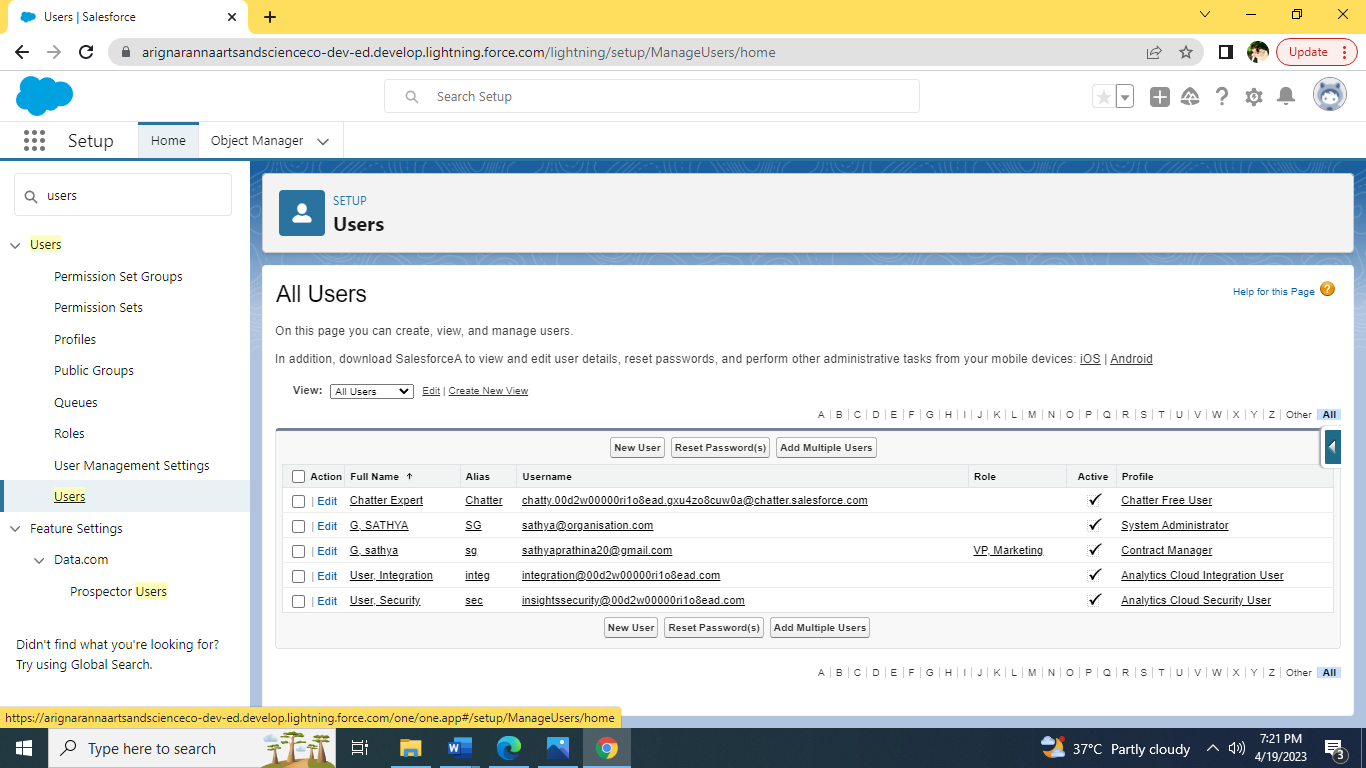 Users | Salesforce
arignarannaartsandscienceco-dev-ed.develop.lightning.force.com/lightning/setup/ManageUsers/home
Update
Search Setup
Setup
Home
Object Manager
users
Users
Permission Set Groups
Permission Sets
Profiles
Public Groups
Queues
Roles
User Management Settings
Users
Feature Settings
Data.com
Prospector Users
Didn't find what you're looking for?
Try using Global Search.
SETUP
Users
All Users
Help for this Page ?
On this page you can create, view, and manage users.
In addition, download SalesforceA to view and edit user details, reset passwords, and perform other administrative tasks from your mobile devices: iOS | Android
View: All Users Edit | Create New View
A | B | C | D | E | F | G | H | I | J | K | L | M | N | O | P | Q | R | S | T | U | V | W | X | Y | Z | Other All
New User Reset Password(s) Add Multiple Users
Action Full Name ↑ Alias Username Role Active Profile
| Edit Chatter Expert Chatter chatty.00d2w00000ri1o8ead.gxu4zo8cuw0a@chatter.salesforce.com ✓ Chatter Free User
| Edit G, SATHYA SG sathya@organisation.com ✓ System Administrator
| Edit G, sathya sg sathyaprathina20@gmail.com VP, Marketing ✓ Contract Manager
| Edit User, Integration integ integration@00d2w00000ri1o8ead.com ✓ Analytics Cloud Integration User
| Edit User, Security sec insightssecurity@00d2w00000ri1o8ead.com ✓ Analytics Cloud Security User
New User Reset Password(s) Add Multiple Users
A | B | C | D | E | F | G | H | I | J | K | L | M | N | O | P | Q | R | S | T | U | V | W | X | Y | Z | Other All
https://arignarannaartsandscienceco-dev-ed.develop.lightning.force.com/one/one.app#/setup/ManageUsers/home
Type here to search
37°C Partly cloudy
7:21 PM
4/19/2023
3